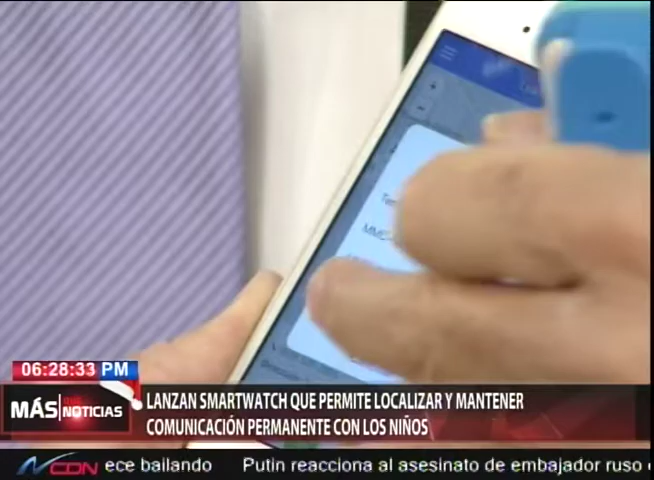 06:28:33 PM
MÁS NOTICIAS
LANZAN SMARTWATCH QUE PERMITE LOCALIZAR Y MANTENER
COMUNICACIÓN PERMANENTE CON LOS NIÑOS
CDN ece bailando Putin reacciona al asesinato de embajador ruso